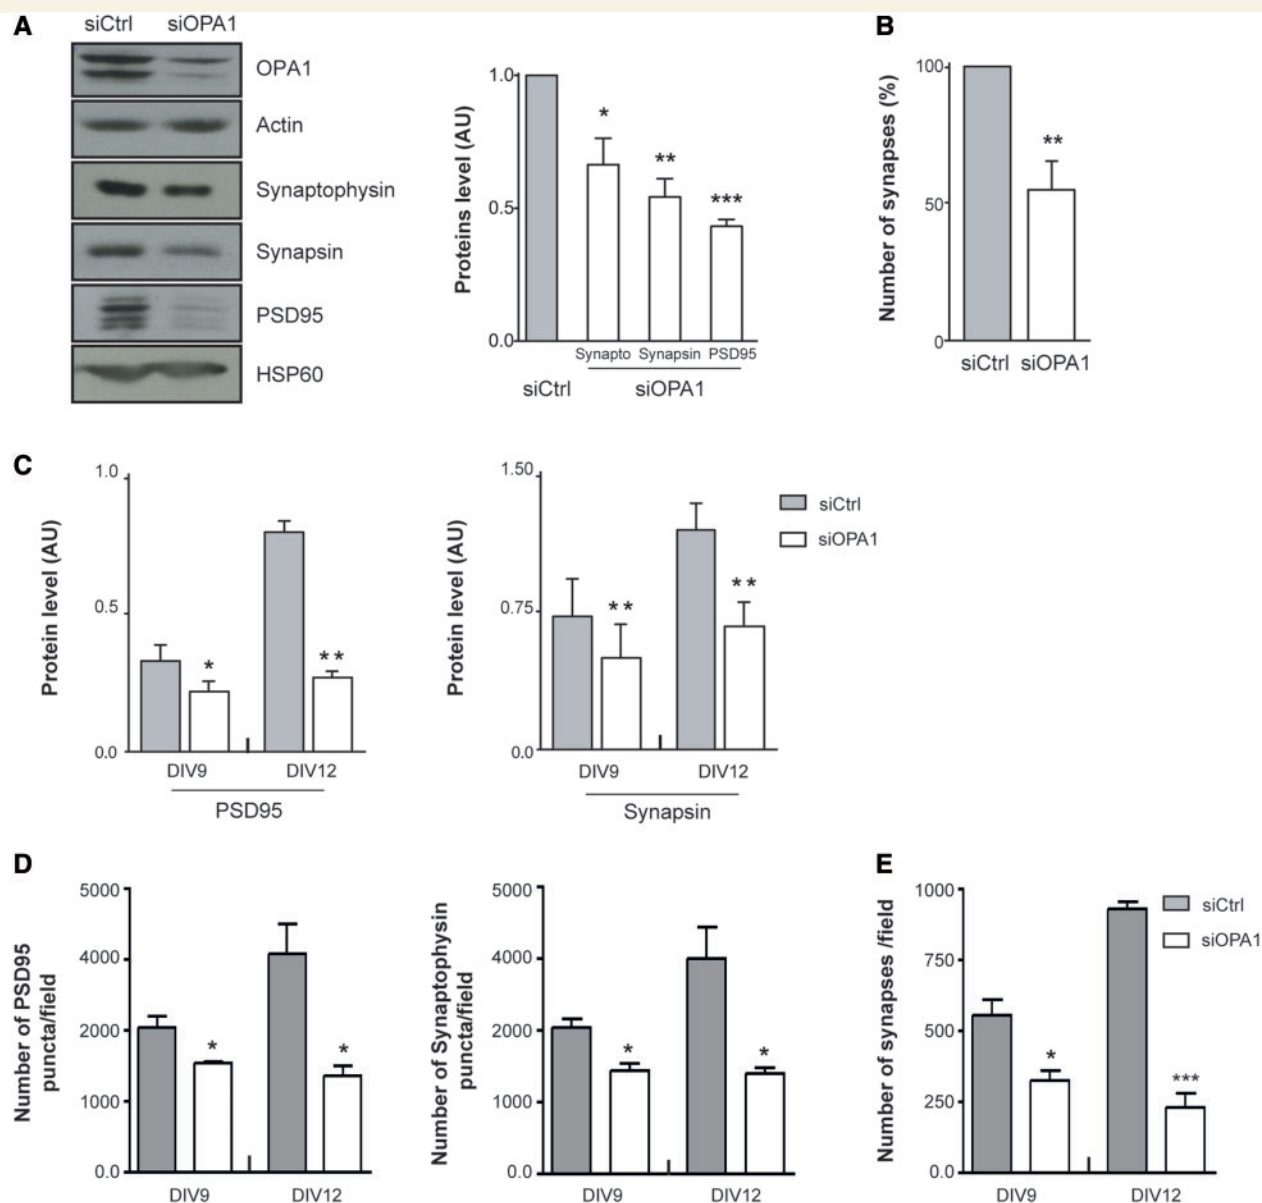 A
siCtrl siOPA1
OPA1
Actin
Synaptophysin
Synapsin
PSD95
HSP60
Proteins level (AU)
1.0
0.5
0.0
*
**
***
Synapto Synapsin PSD95
siCtrl siOPA1
B
Number of synapses (%)
100
50
0
**
siCtrl siOPA1
C
Protein level (AU)
1.0
0.5
0.0
*
**
DIV9 DIV12
PSD95
Protein level (AU)
1.50
0.75
0.0
**
**
DIV9 DIV12
Synapsin
siCtrl
siOPA1
D
Number of PSD95
puncta/field
5000
4000
2000
1000
0.0
*
*
DIV9 DIV12
Number of Synaptophysin
puncta/field
5000
4000
2000
1000
0.0
*
*
DIV9 DIV12
E
Number of synapses /field
1000
750
500
250
0.0
*
***
DIV9 DIV12
siCtrl
siOPA1